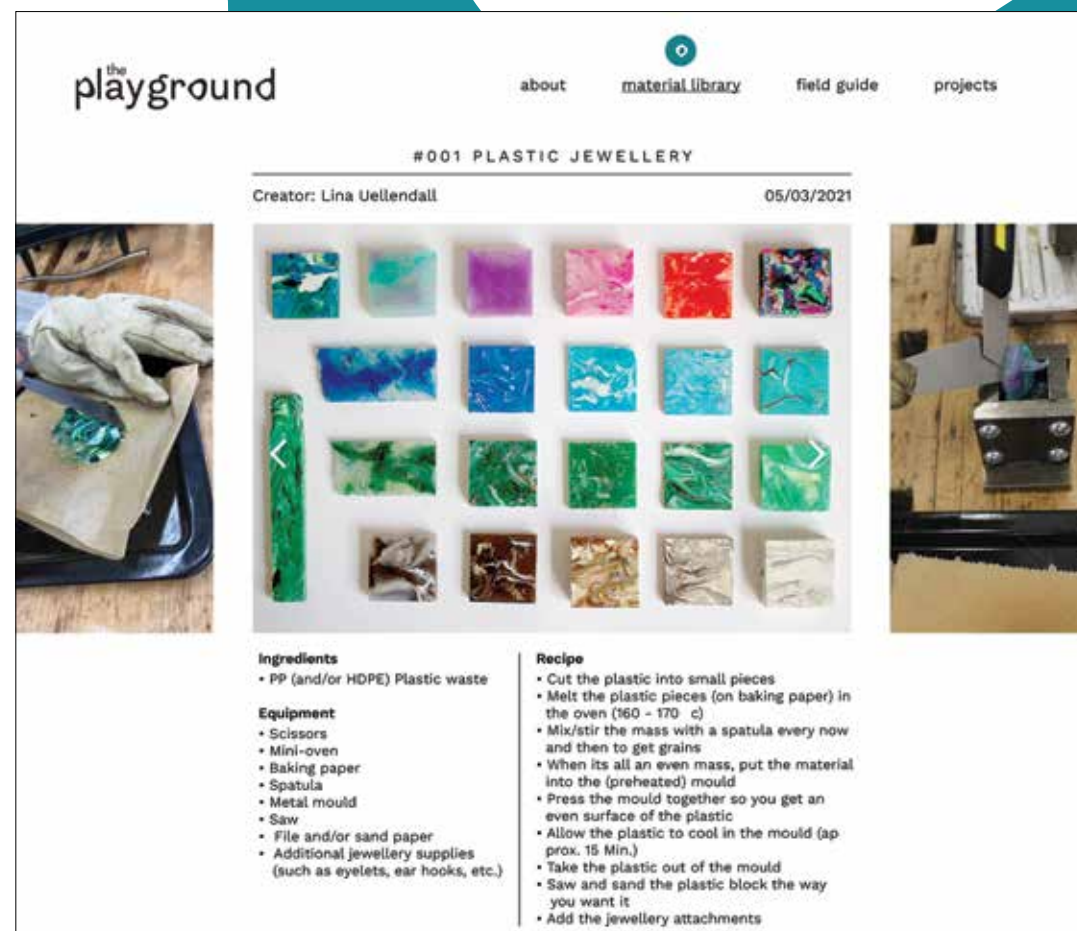 the
playground
about
material library
field guide
projects
#001 PLASTIC JEWELLERY
Creator: Lina Uellendall
05/03/2021
Ingredients
• PP (and/or HDPE) Plastic waste
Equipment
• Scissors
• Mini-oven
• Baking paper
• Spatula
• Metal mould
• Saw
• File and/or sand paper
• Additional jewellery supplies
(such as eyelets, ear hooks, etc.)
Recipe
• Cut the plastic into small pieces
• Melt the plastic pieces (on baking paper) in
the oven (160 - 170 c)
• Mix/stir the mass with a spatula every now
and then to get grains
• When its all an even mass, put the material
into the (preheated) mould
• Press the mould together so you get an
even surface of the plastic
• Allow the plastic to cool in the mould (ap
prox. 15 Min.)
• Take the plastic out of the mould
• Saw and sand the plastic block the way
you want it
• Add the jewellery attachments